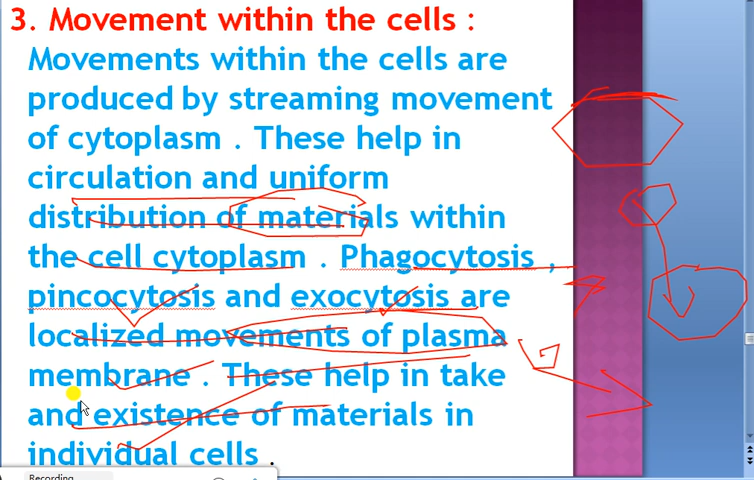 3. Movement within the cells :
Movements within the cells are
produced by streaming movement
of cytoplasm . These help in
circulation and uniform
distribution of materials within
the cell cytoplasm . Phagocytosis ,
pincocytosis and exocytosis are
localized movements of plasma
membrane . These help in take
and existence of materials in
individual cells .
Recording